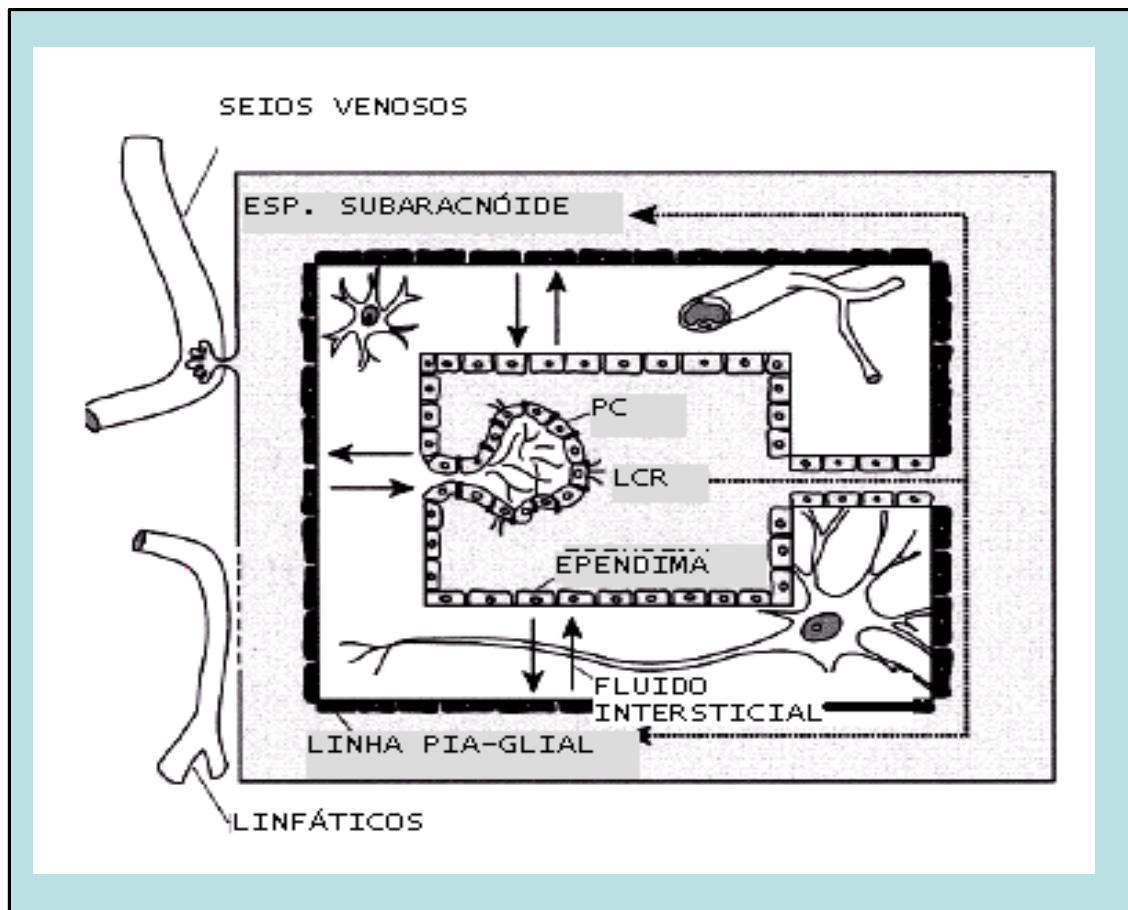 SEIOS VENOSOS
ESP. SUBARACNÓIDE
PC
LCR
EPENDIMA
FLUIDO
INTERSTICIAL
LINHA PIA-GLIAL
LINFÁTICOS